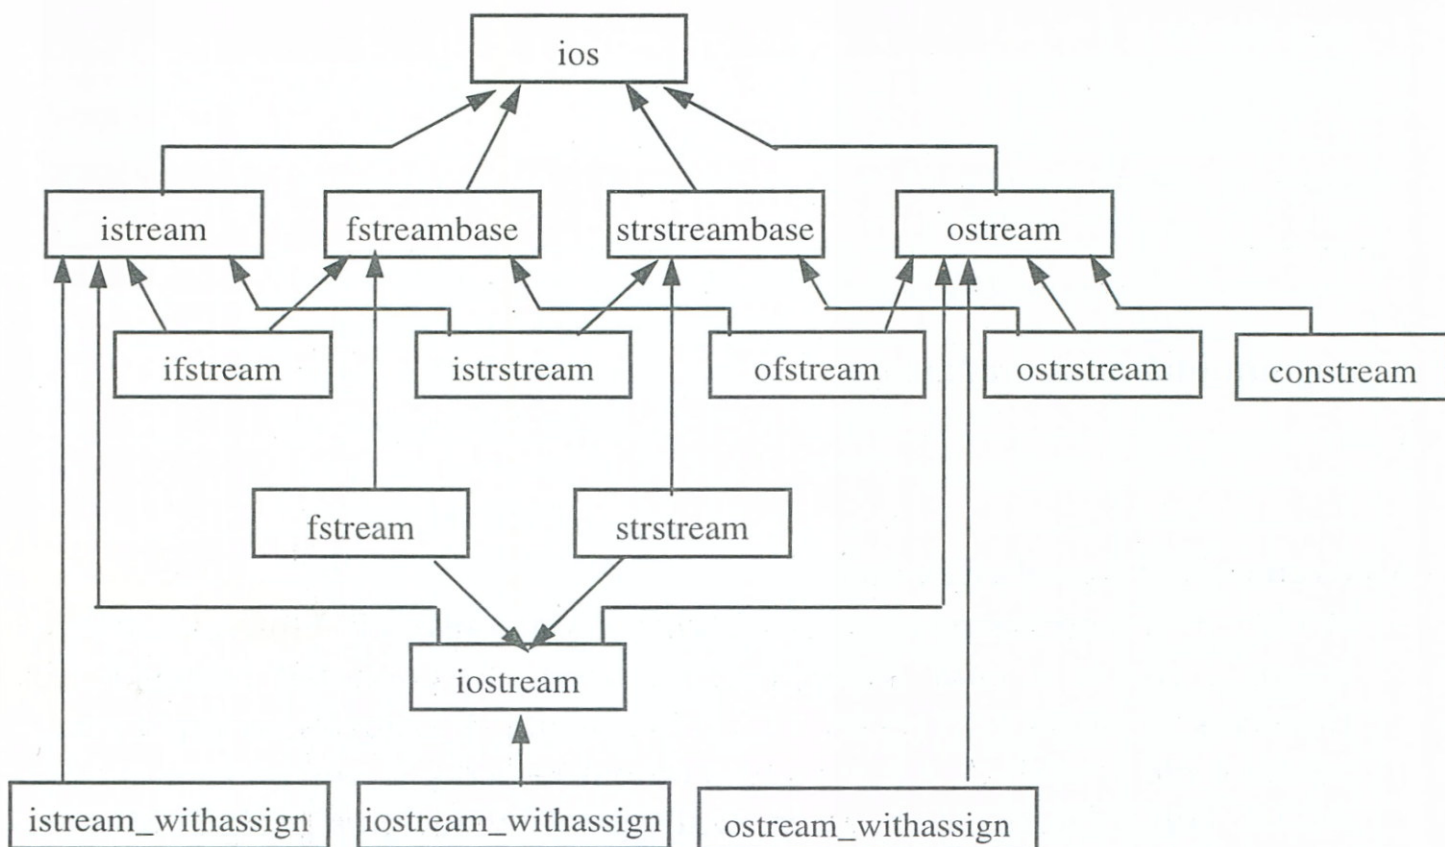 ios
istream
fstreambase
strstreambase
ostream
ifstream
istrstream
ofstream
ostrstream
constream
fstream
strstream
iostream
istream_withassign
iostream_withassign
ostream_withassign